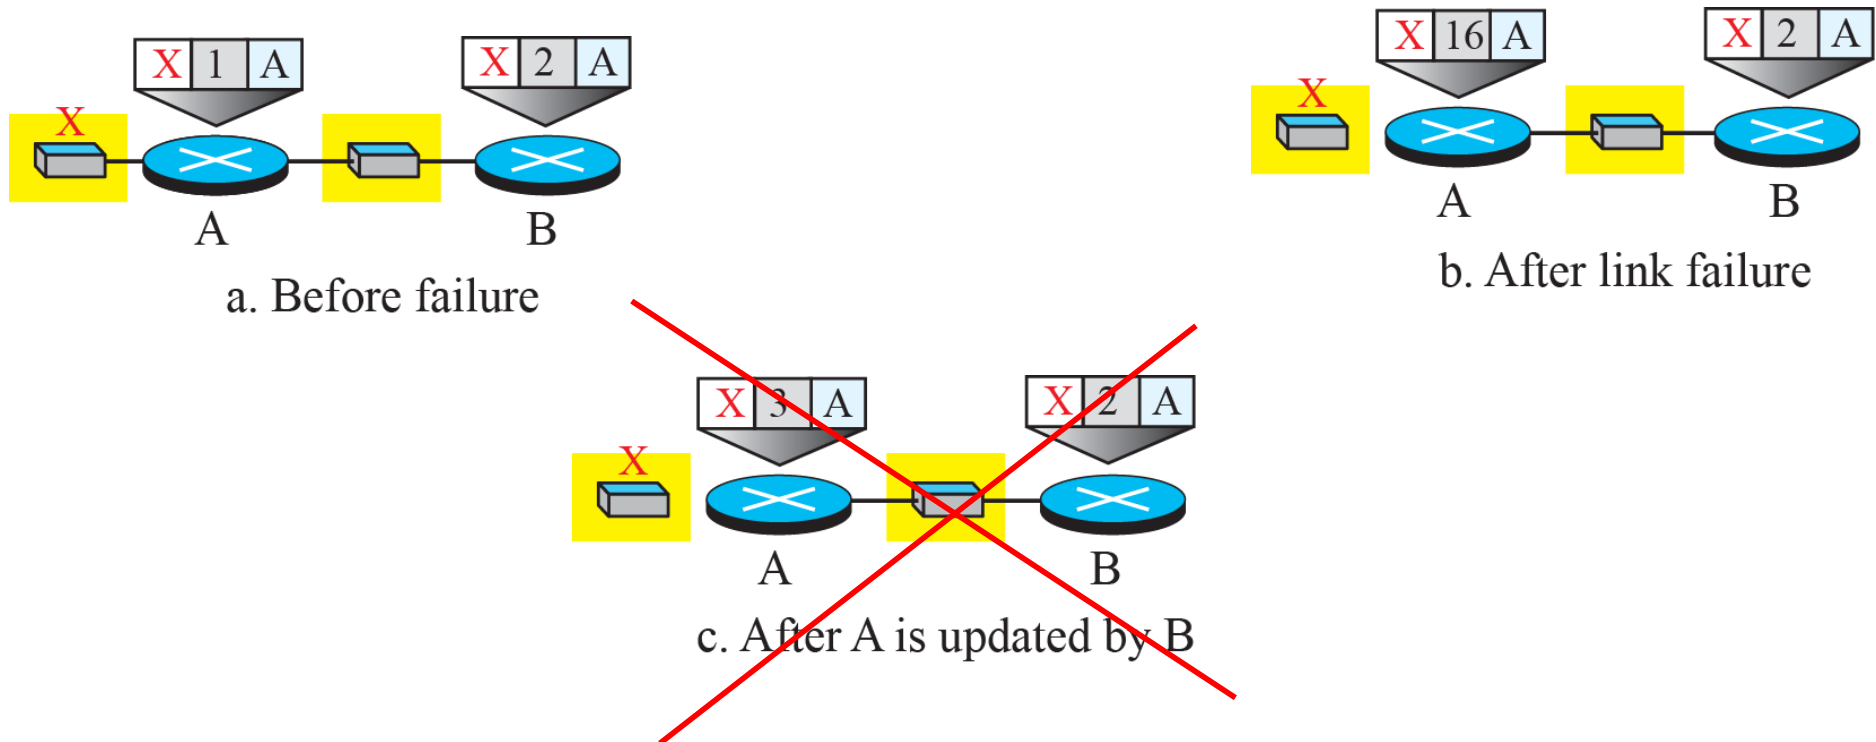 X 1 A
X 2 A
X
A
B
a. Before failure
X 16 A
X 2 A
X
A
B
b. After link failure
X 3 A
X 2 A
X
A
B
c. After A is updated by B